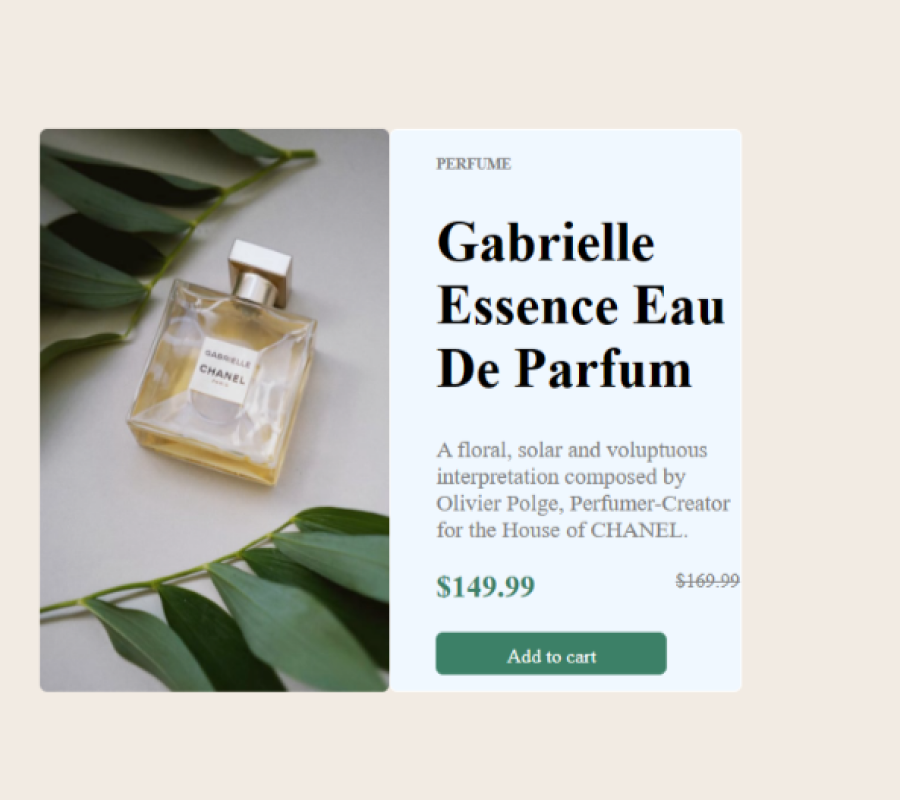 PERFUME
Gabrielle
Essence Eau
De Parfum
GABRIELLE
CHANEL
PARIS
A floral, solar and voluptuous
interpretation composed by
Olivier Polge, Perfumer-Creator
for the House of CHANEL.
$149.99
$169.99
Add to cart